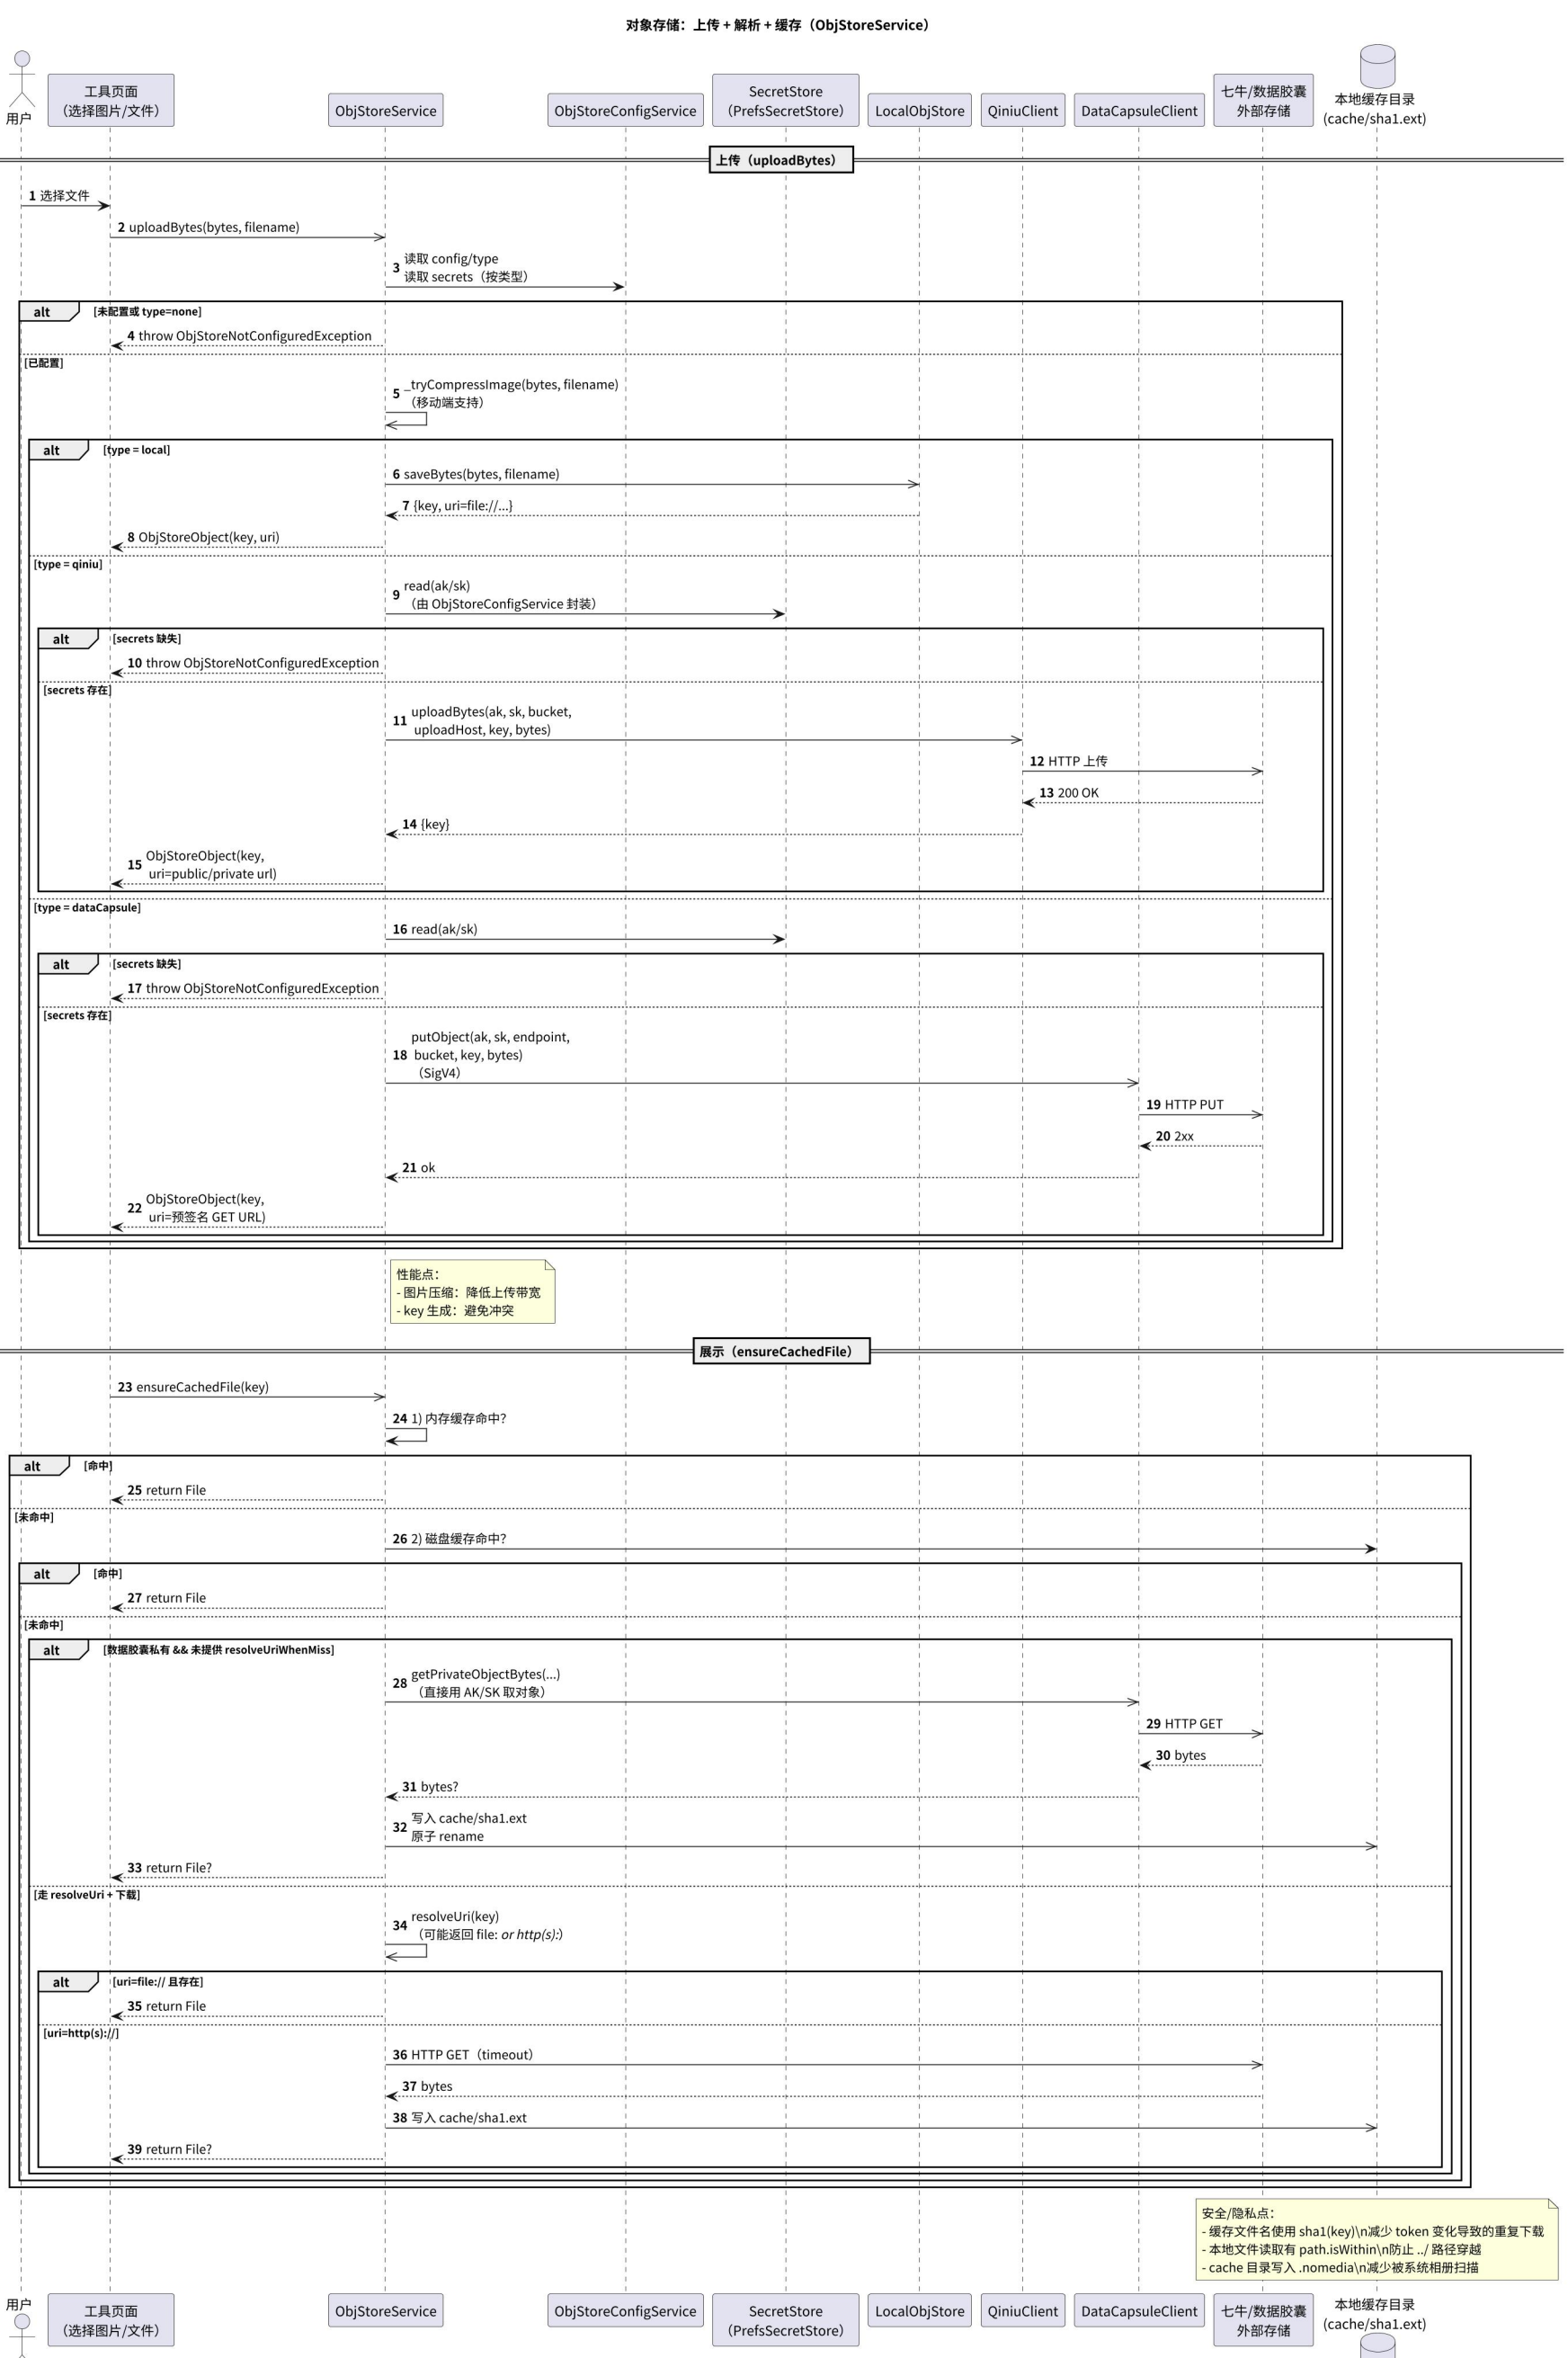 对象存储：上传 + 解析 + 缓存（ObjStoreService）
用户
工具页面
（选择图片/文件）
ObjStoreService
ObjStoreConfigService
SecretStore
（PrefsSecretStore）
LocalObjStore
QiniuClient
DataCapsuleClient
七牛/数据胶囊
外部存储
本地缓存目录
(cache/sha1.ext)
上传（uploadBytes）
1 选择文件
2 uploadBytes(bytes, filename)
3 读取 config/type
读取 secrets（按类型）
alt [未配置或 type=none]
4 throw ObjStoreNotConfiguredException
[已配置]
5 _tryCompressImage(bytes, filename)
（移动端支持）
alt [type = local]
6 saveBytes(bytes, filename)
7 {key, uri=file://...}
8 ObjStoreObject(key, uri)
[type = qiniu]
9 read(ak/sk)
（由 ObjStoreConfigService 封装）
alt [secrets 缺失]
10 throw ObjStoreNotConfiguredException
[secrets 存在]
11 uploadBytes(ak, sk, bucket,
uploadHost, key, bytes)
12 HTTP 上传
13 200 OK
14 {key}
15 ObjStoreObject(key,
uri=public/private url)
[type = dataCapsule]
16 read(ak/sk)
alt [secrets 缺失]
17 throw ObjStoreNotConfiguredException
[secrets 存在]
18 putObject(ak, sk, endpoint,
bucket, key, bytes)
（SigV4）
19 HTTP PUT
20 2xx
21 ok
22 ObjStoreObject(key,
uri=预签名 GET URL)
性能点：
- 图片压缩：降低上传带宽
- key 生成：避免冲突
展示（ensureCachedFile）
23 ensureCachedFile(key)
24 1) 内存缓存命中？
alt [命中]
25 return File
[未命中]
26 2) 磁盘缓存命中？
alt [命中]
27 return File
[未命中]
alt [数据胶囊私有 && 未提供 resolveUriWhenMiss]
28 getPrivateObjectBytes(...)
（直接用 AK/SK 取对象）
29 HTTP GET
30 bytes
31 bytes?
32 写入 cache/sha1.ext
原子 rename
33 return File?
[走 resolveUri + 下载]
34 resolveUri(key)
（可能返回 file: or http(s):）
alt [uri=file:// 且存在]
35 return File
[uri=http(s)://]
36 HTTP GET（timeout）
37 bytes
38 写入 cache/sha1.ext
39 return File?
安全/隐私点：
- 缓存文件名使用 sha1(key)\n减少 token 变化导致的重复下载
- 本地文件读取有 path.isWithin\n防止 ../ 路径穿越
- cache 目录写入 .nomedia\n减少被系统相册扫描
用户
工具页面
（选择图片/文件）
ObjStoreService
ObjStoreConfigService
SecretStore
（PrefsSecretStore）
LocalObjStore
QiniuClient
DataCapsuleClient
七牛/数据胶囊
外部存储
本地缓存目录
(cache/sha1.ext)